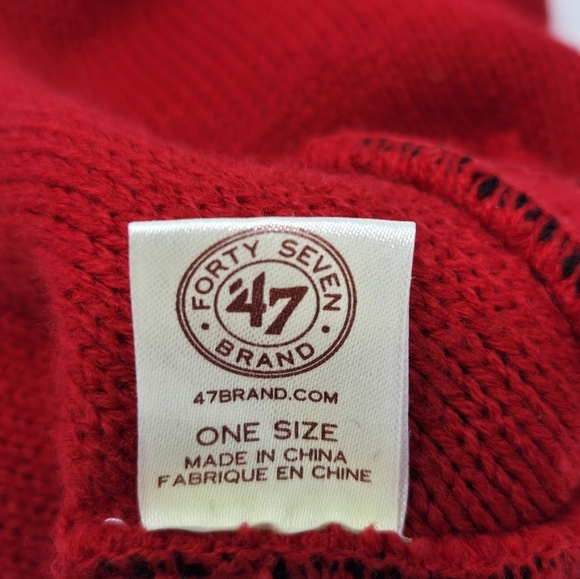 FORTY SEVEN
'47
BRAND
47BRAND.COM
ONE SIZE
MADE IN CHINA
FABRIQUE EN CHINE